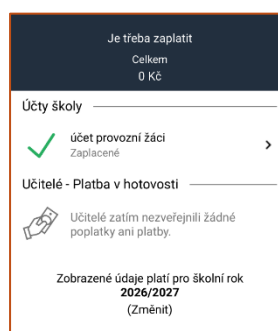 Je třeba zaplatit
Celkem
0 Kč
Účty školy
účet provozní žáci
Zaplacené
Učitelé - Platba v hotovosti
Učitelé zatím nezveřejnili žádné
poplatky ani platby.
Zobrazené údaje platí pro školní rok
2026/2027
(Změnit)